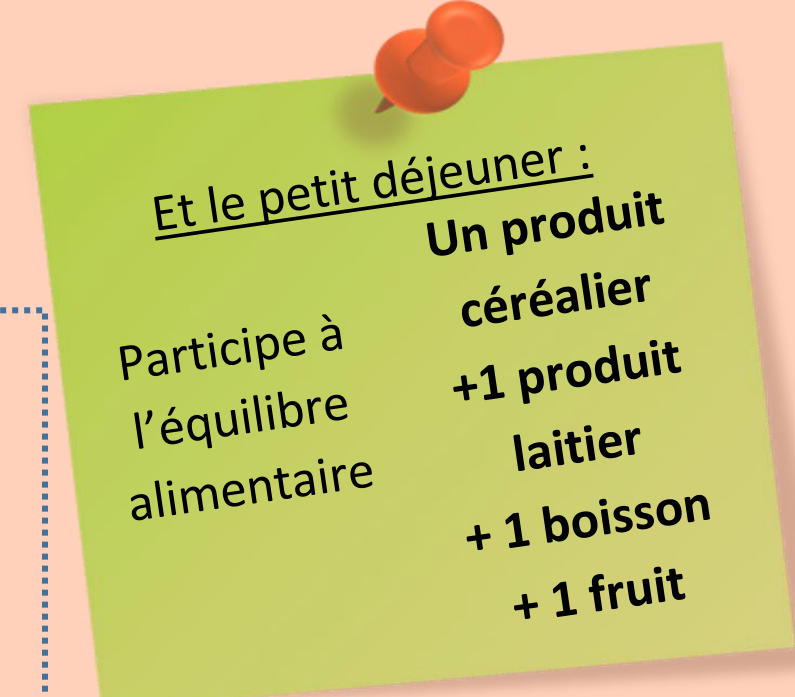 Et le petit déjeuner :
Participe à
l’équilibre
alimentaire
Un produit
céréalier
+1 produit
laitier
+ 1 boisson
+ 1 fruit